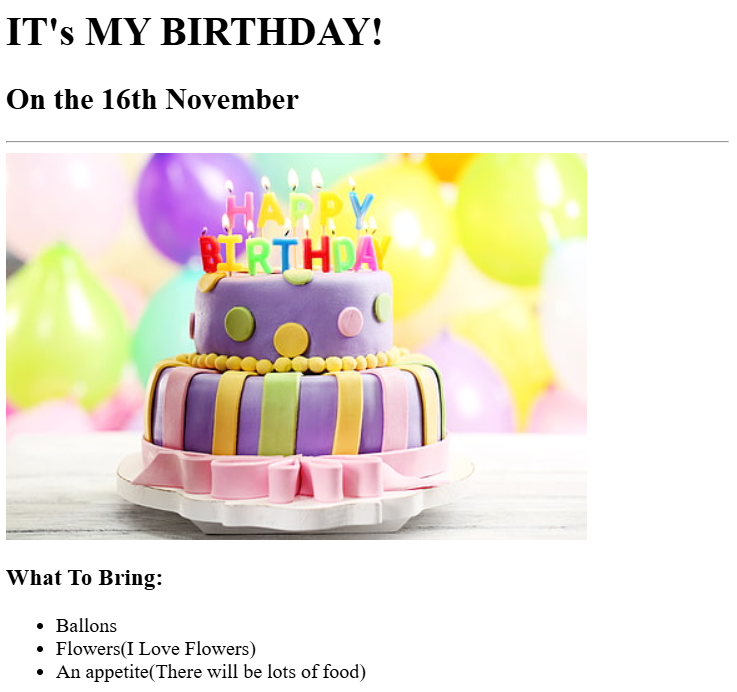 IT's MY BIRTHDAY!
On the 16th November
HAPPY
BIRTHDAY
What To Bring:
Ballons
Flowers(I Love Flowers)
An appetite(There will be lots of food)